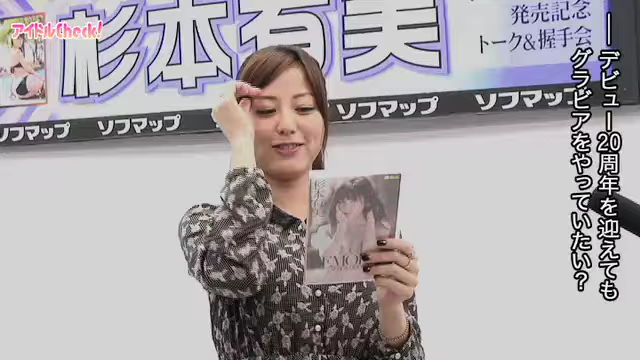 アイドルCheck!
杉本有美
発売記念
トーク&握手会
ソフマップ ソフマップ ソフマップ ソフマップ ソフマップ
―デビュー20周年を迎えても
グラビアをやっていたい?